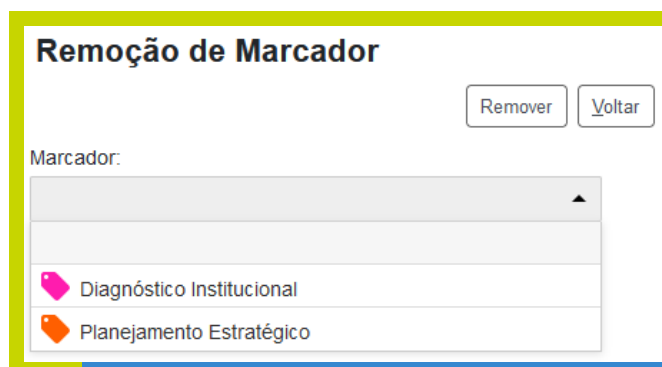 Remoção de Marcador
Remover Voltar
Marcador:
Diagnóstico Institucional
Planejamento Estratégico